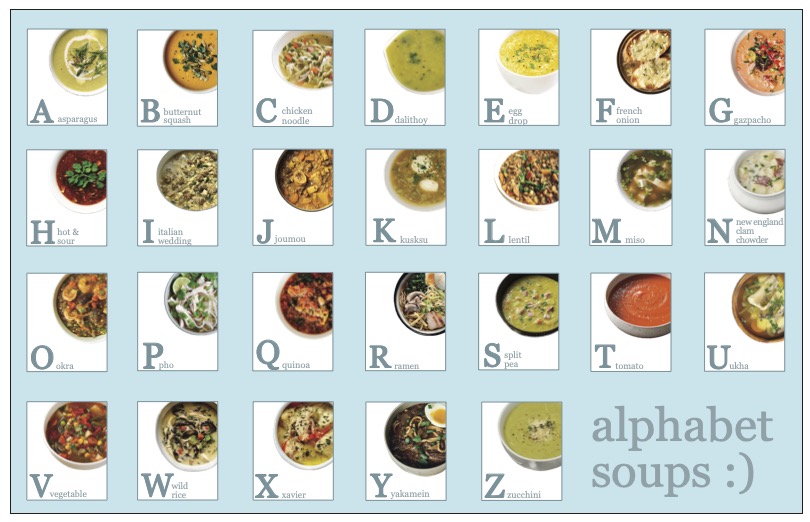 A asparagus
B butternut
squash
C chicken
noodle
D dalithoy
E egg
drop
F french
onion
G gazpacho
H hot &
sour
I italian
wedding
J joumou
K kusksu
L lentil
M miso
N new england
clam
chowder
O okra
P pho
Q quinoa
R ramen
S split
pea
T tomato
U ukha
V vegetable
W wild
rice
X xavier
Y yakamein
Z zucchini
alphabet
soups :)